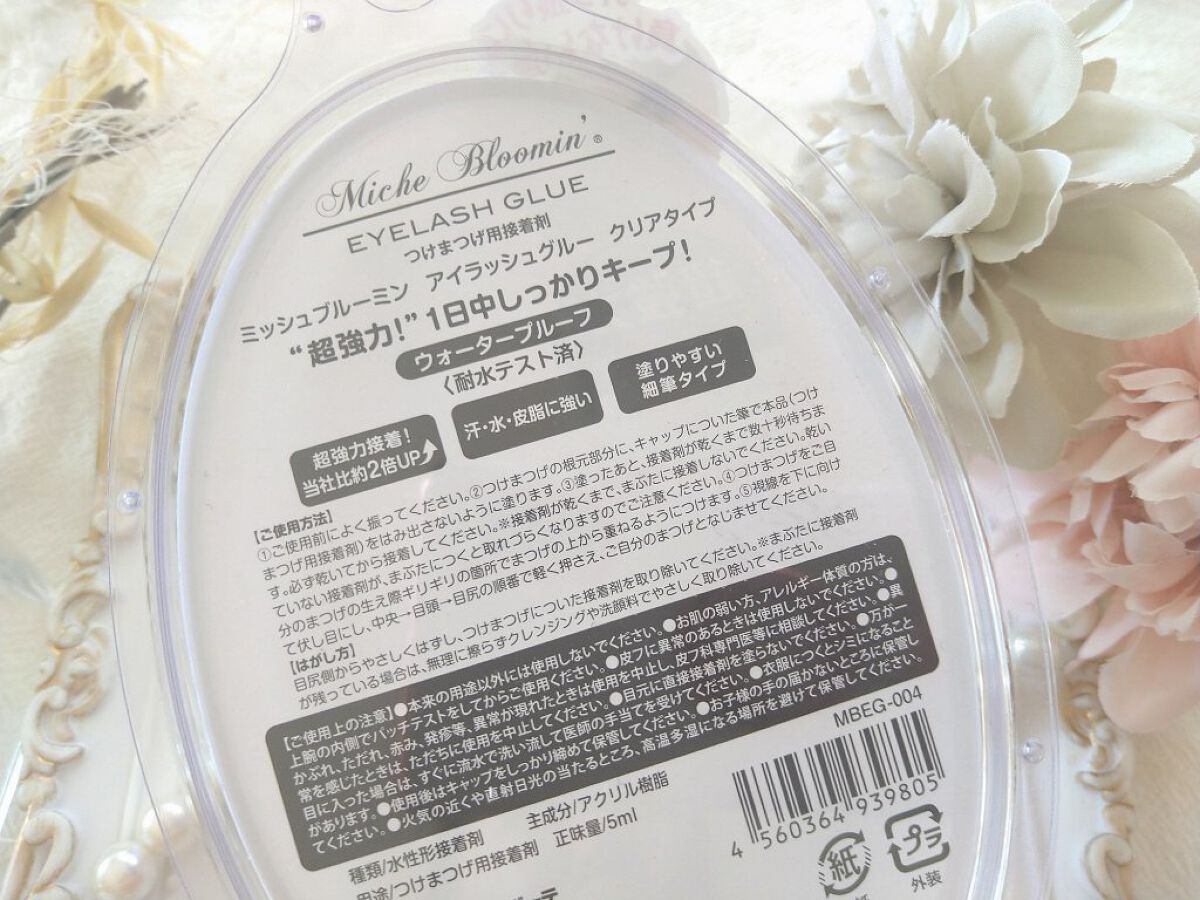 Miche Bloomin'®
EYELASH GLUE
つけまつげ用接着剤
ミッシュブルーミン アイラッシュグルー クリアタイプ
“超強力!”1日中しっかりキープ!
ウォータープルーフ
〈耐水テスト済〉
超強力接着!
当社比約2倍UP
汗・水・皮脂に強い
塗りやすい
細筆タイプ
【ご使用方法】
①ご使用前によく振ってください。②つけまつげの根元部分に、キャップについた筆で本品(つけ
まつげ用接着剤)をはみ出さないように塗ります。③塗ったあと、接着剤が乾くまで数十秒待ちま
す。必ず乾いてから接着してください。※接着剤が乾くまで、まぶたに接着しないでください。乾い
ていない接着剤が、まぶたにつくと取れづらくなりますのでご注意ください。④つけまつげをご自
分のまつげの生え際ギリギリの箇所でまつげの上から重ねるようにつけます。⑤視線を下に向け
て伏し目にし、中央→目頭→目尻の順番で軽く押さえ、ご自分のまつげとなじませてください。
【はがし方】
目尻側からやさしくはずし、つけまつげについた接着剤を取り除いてください。※まぶたに接着剤
が残っている場合は、無理に擦らずクレンジングや洗顔料でやさしく取り除いてください。
【ご使用上の注意】●本来の用途以外には使用しないでください。●お肌の弱い方、アレルギー体質の方は、
上腕の内側でパッチテストをしてからご使用ください。●皮フに異常のあるときは使用しないでください。●
かぶれ、ただれ、赤み、発疹等、異常が現れたときは使用を中止し、皮フ科専門医等に相談してください。●異
常を感じたときは、ただちに使用を中止してください。●目元に直接接着剤を塗らないでください。●万が一
目に入った場合は、すぐに流水で洗い流して医師の手当てを受けてください。●衣服につくとシミになること
があります。●使用後はキャップをしっかり締めて保管してください。●お子様の手の届かないところに保管し
てください。●火気の近くや直射日光の当たるところ、高温多湿になる場所を避けて保管してください。
MBEG-004
種類/水性形接着剤 主成分/アクリル樹脂
用途/つけまつげ用接着剤 正味量/5ml
4 560364 939805
紙
プラ
外装